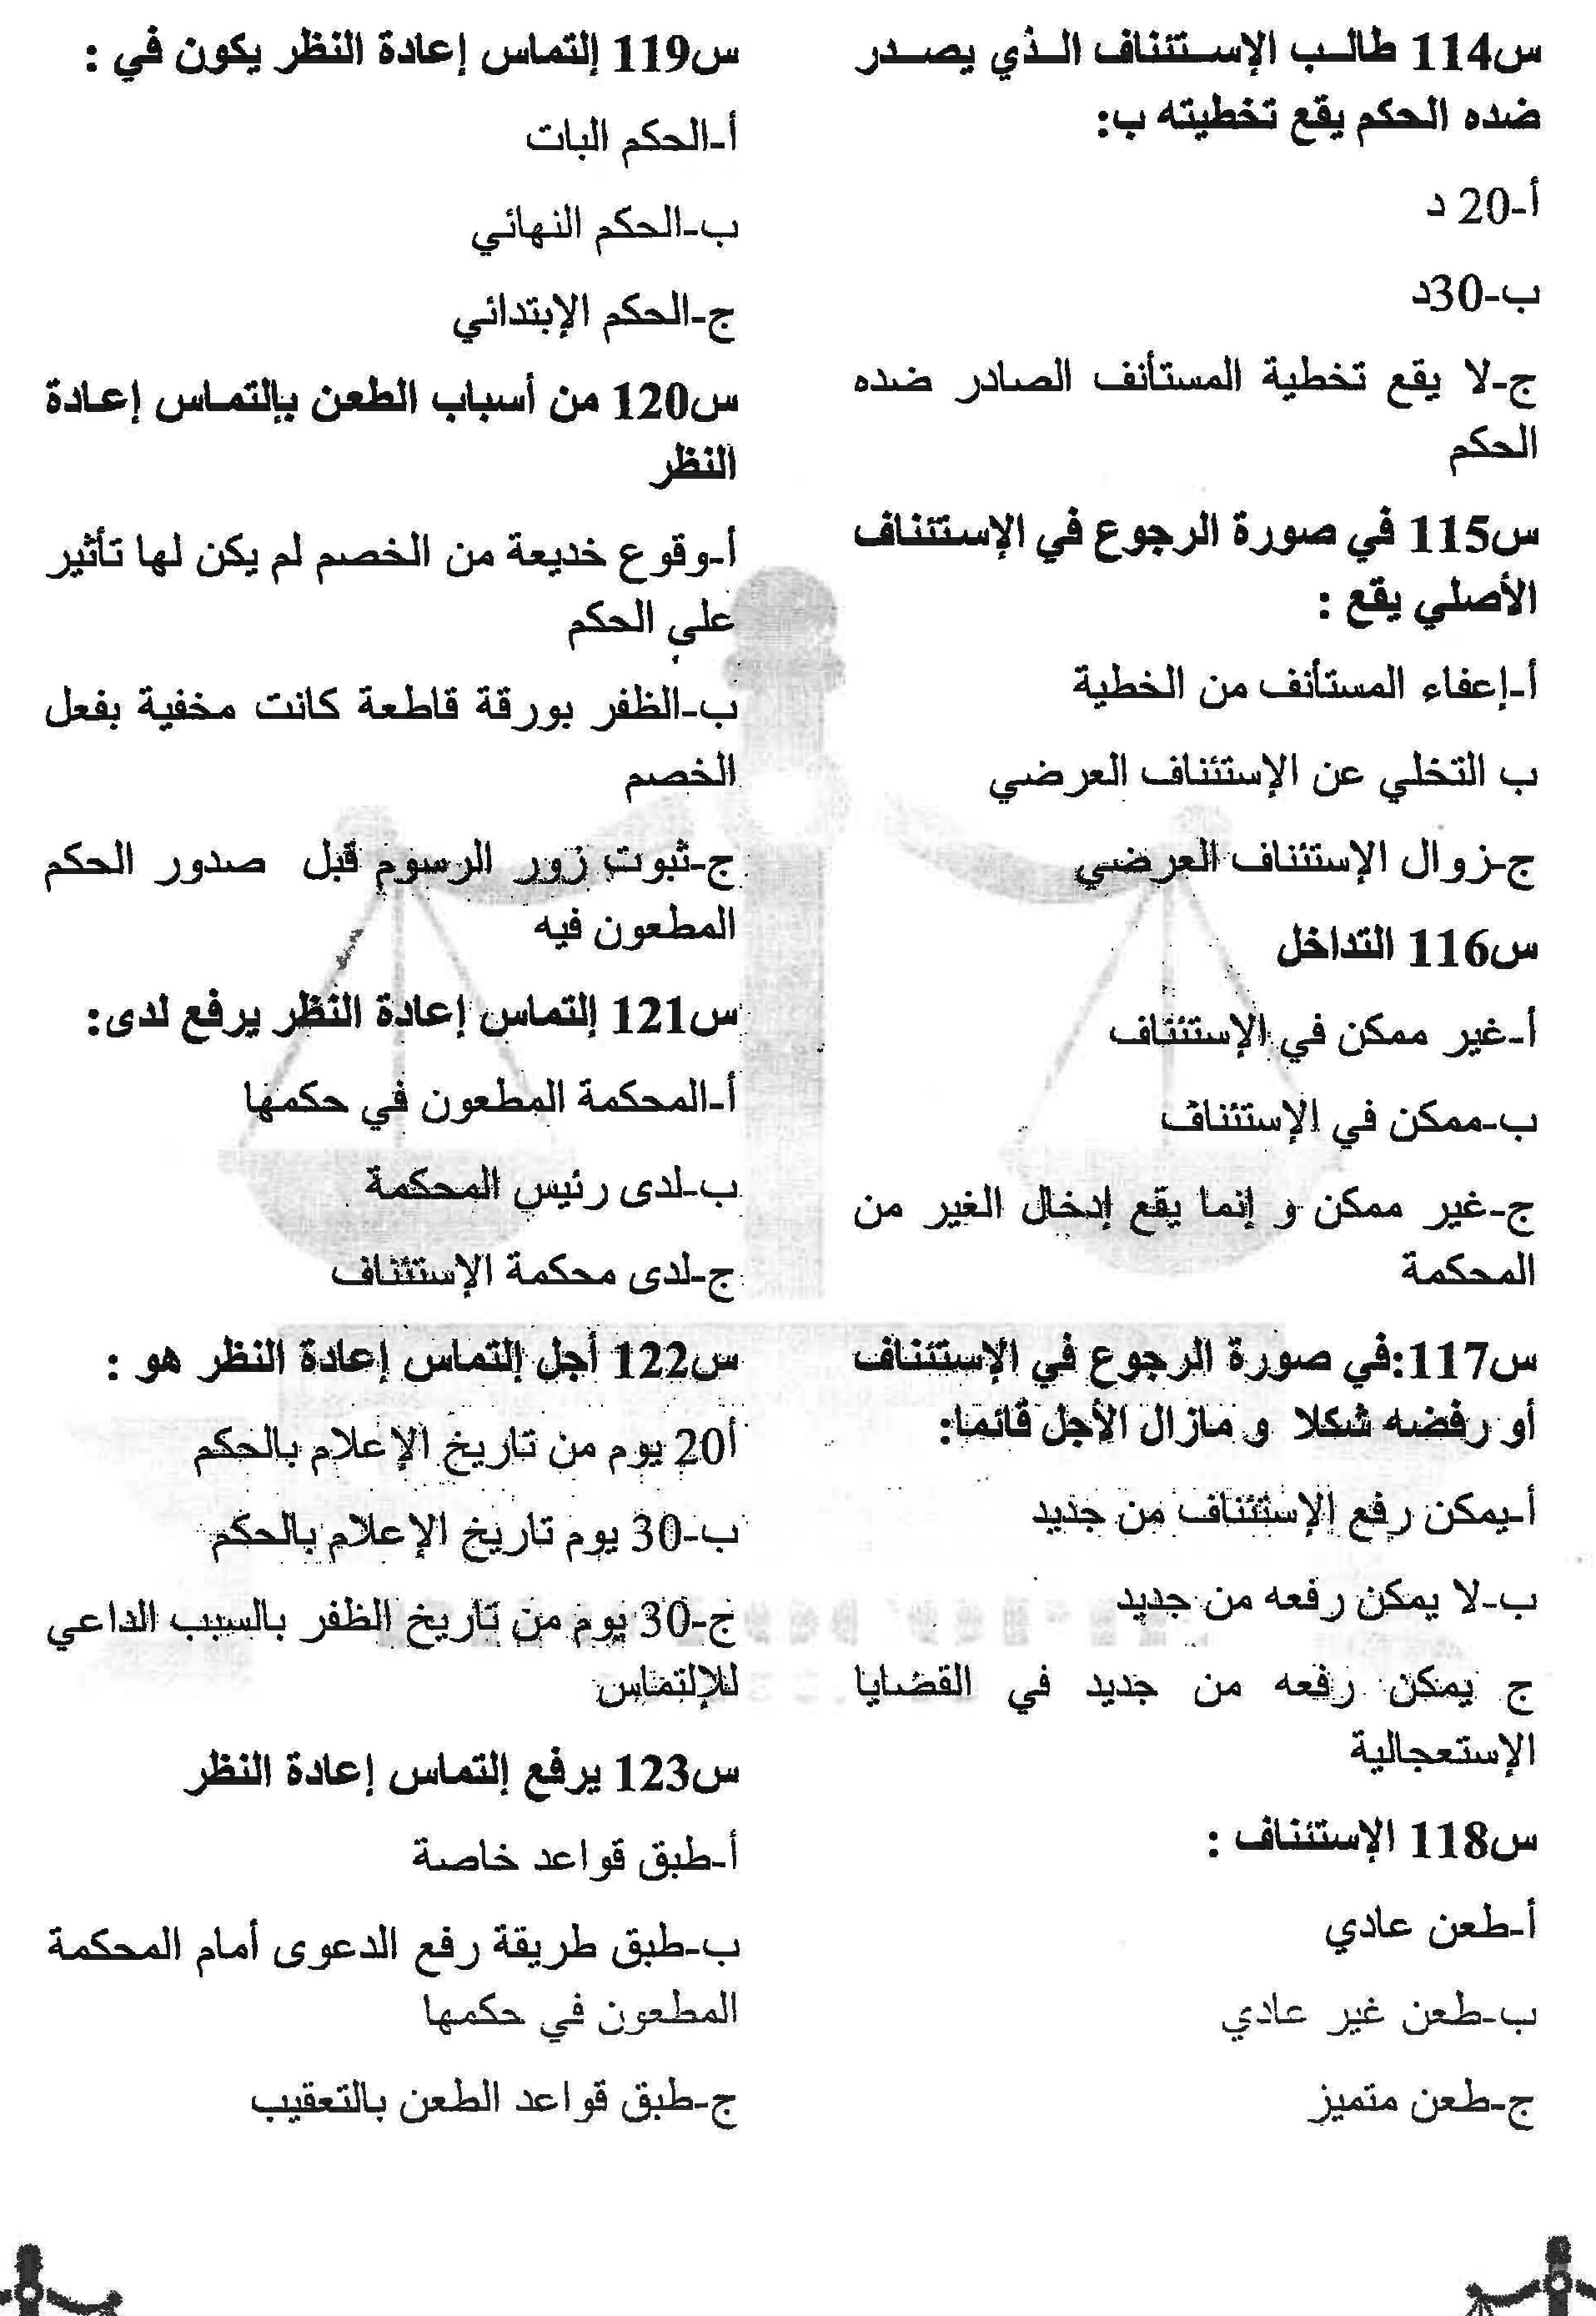 س114 طالب الإستئناف الذي يصدر
ضده الحكم يقع تخطيته ب:
أ-20 د
ب-30د
ج-لا يقع تخطية المستأنف الصادر ضده
الحكم
س115 في صورة الرجوع في الإستئناف
الأصلي يقع :
أ-إعفاء المستأنف من الخطية
ب التخلي عن الإستئناف العرضي
ج-زوال الإستئناف العرضي
س116 التداخل
أ-غير ممكن في الإستئناف
ب-ممكن في الإستئناف
ج-غير ممكن و إنما يقع إدخال الغير من
المحكمة
س117:في صورة الرجوع في الإستئناف
أو رفضه شكلا و مازال الأجل قائما:
أ-يمكن رفع الإستئناف من جديد
ب-لا يمكن رفعه من جديد
ج يمكن رفعه من جديد في القضايا
الإستعجالية
س118 الإستئناف :
أ-طعن عادي
ب-طعن غير عادي
ج-طعن متميز
س119 إلتماس إعادة النظر يكون في :
أ-الحكم البات
ب-الحكم النهائي
ج-الحكم الإبتدائي
س120 من أسباب الطعن بإلتماس إعادة
النظر
أ-وقوع خديعة من الخصم لم يكن لها تأثير
على الحكم
ب-الظفر بورقة قاطعة كانت مخفية بفعل
الخصم
ج-ثبوت زور الرسوم قبل صدور الحكم
المطعون فيه
س121 إلتماس إعادة النظر يرفع لدى:
أ-المحكمة المطعون في حكمها
ب-لدى رئيس المحكمة
ج-لدى محكمة الإستئناف
س122 أجل إلتماس إعادة النظر هو :
أ20 يوم من تاريخ الإعلام بالحكم
ب-30 يوم تاريخ الإعلام بالحكم
ج-30 يوم من تاريخ الظفر بالسبب الداعي
للإلتماس
س123 يرفع إلتماس إعادة النظر
أ-طبق قواعد خاصة
ب-طبق طريقة رفع الدعوى أمام المحكمة
المطعون في حكمها
ج-طبق قواعد الطعن بالتعقيب